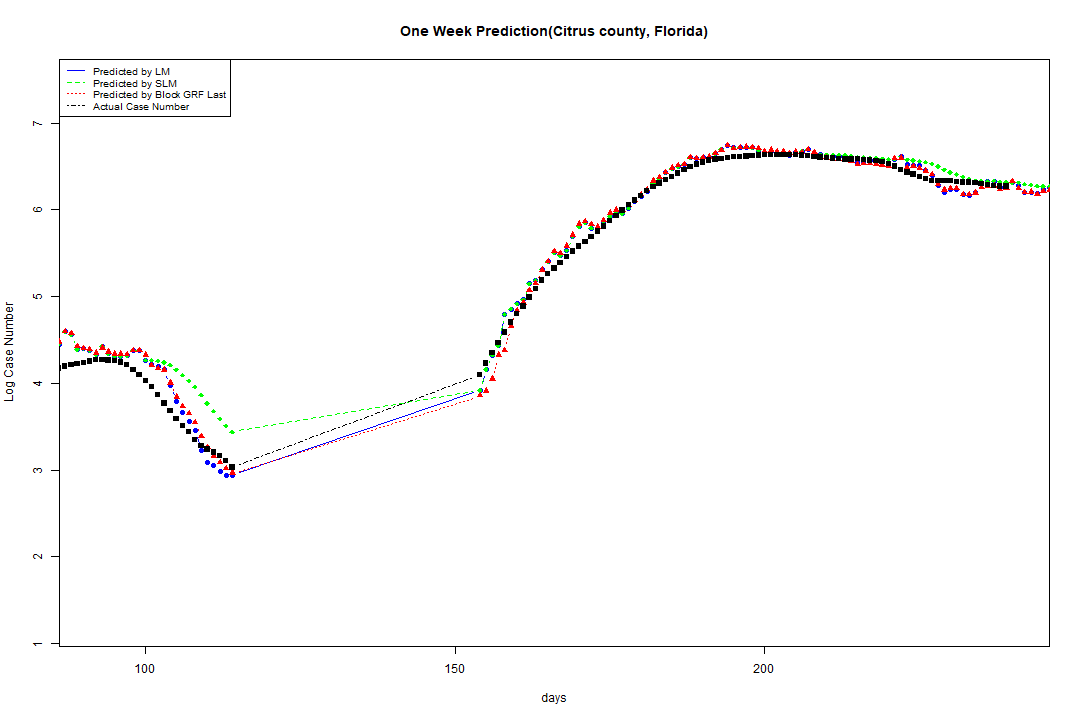 One Week Prediction(Citrus county, Florida)
Predicted by LM
Predicted by SLM
Predicted by Block GRF Last
Actual Case Number
7
6
5
4
3
2
1
Log Case Number
100 150 200
days